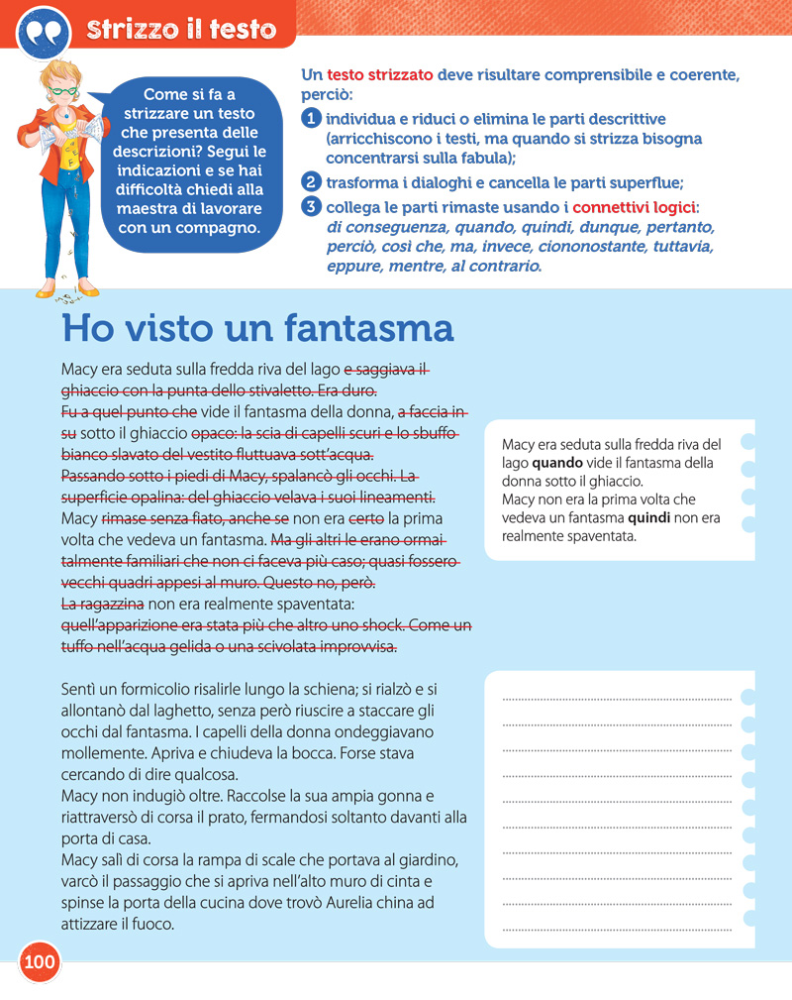 Strizzo il testo
Come si fa a
strizzare un testo
che presenta delle
descrizioni? Segui le
indicazioni e se hai
difficoltà chiedi alla
maestra di lavorare
con un compagno.
Un testo strizzato deve risultare comprensibile e coerente,
perciò:
1 individua e riduci o elimina le parti descrittive
(arricchiscono i testi, ma quando si strizza bisogna
concentrarsi sulla fabula);
2 trasforma i dialoghi e cancella le parti superflue;
3 collega le parti rimaste usando i connettivi logici:
di conseguenza, quando, quindi, dunque, pertanto,
perciò, così che, ma, invece, ciononostante, tuttavia,
eppure, mentre, al contrario.
Ho visto un fantasma
Macy era seduta sulla fredda riva del lago e saggiava il
ghiaccio con la punta dello stivaletto. Era duro.
Fu a quel punto che vide il fantasma della donna, a faccia in
su sotto il ghiaccio opaco: la scia di capelli scuri e lo sbuffo
bianco slavato del vestito fluttuava sott'acqua.
Passando sotto i piedi di Macy, spalancò gli occhi. La
superficie opalina: del ghiaccio velava i suoi lineamenti.
Macy rimase senza fiato, anche se non era certo la prima
volta che vedeva un fantasma. Ma gli altri le erano ormai
talmente familiari che non ci faceva più caso; quasi fossero
vecchi quadri appesi al muro. Questo no, però.
La ragazzina non era realmente spaventata:
quell'apparizione era stata più che altro uno shock. Come un
tuffo nell'acqua gelida o una scivolata improvvisa.
Macy era seduta sulla fredda riva del
lago quando vide il fantasma della
donna sotto il ghiaccio.
Macy non era la prima volta che
vedeva un fantasma quindi non era
realmente spaventata.
Sentì un formicolio risalirle lungo la schiena; si rialzò e si
allontanò dal laghetto, senza però riuscire a staccare gli
occhi dal fantasma. I capelli della donna ondeggiavano
mollemente. Apriva e chiudeva la bocca. Forse stava
cercando di dire qualcosa.
Macy non indugiò oltre. Raccolse la sua ampia gonna e
riattraversò di corsa il prato, fermandosi soltanto davanti alla
porta di casa.
Macy salì di corsa la rampa di scale che portava al giardino,
varcò il passaggio che si apriva nell'alto muro di cinta e
spinse la porta della cucina dove trovò Aurelia china ad
attizzare il fuoco.
100